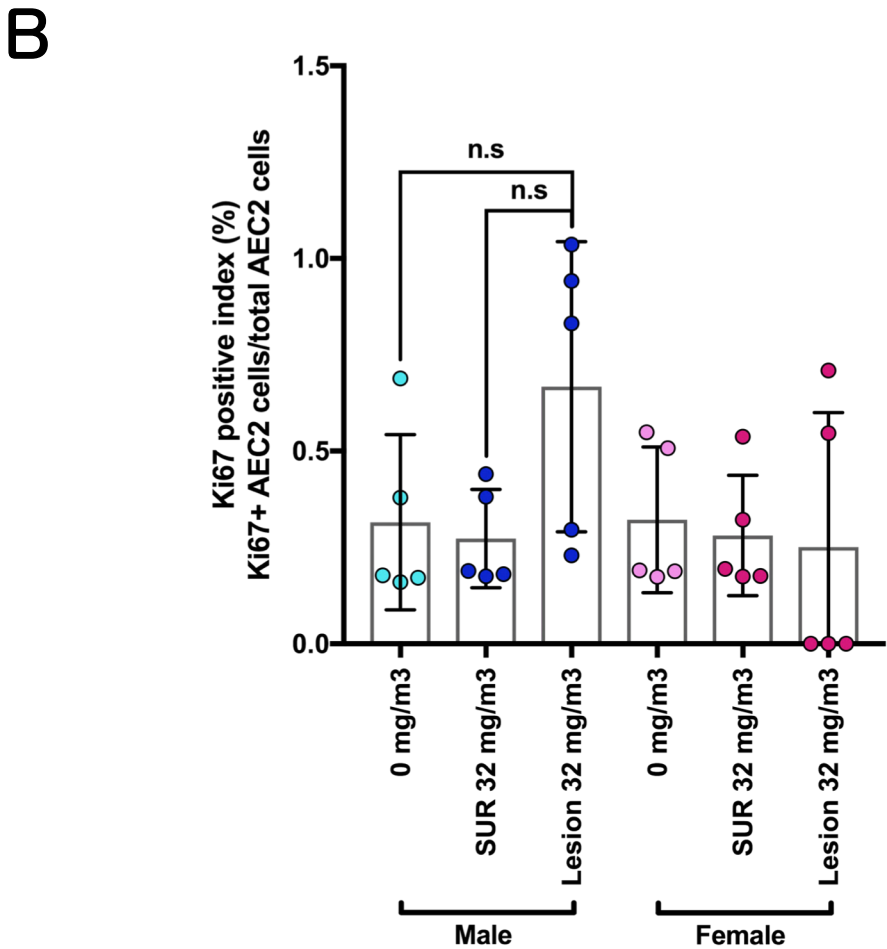 B
Ki67 positive index (%)
Ki67+ AEC2 cells/total AEC2 cells
1.5
1.0
0.5
0.0
n.s
n.s
0 mg/m3
SUR 32 mg/m3
Lesion 32 mg/m3
0 mg/m3
SUR 32 mg/m3
Lesion 32 mg/m3
Male
Female